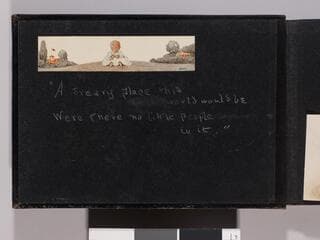 "A dreary place this
world would be
Were there no little people
in it."